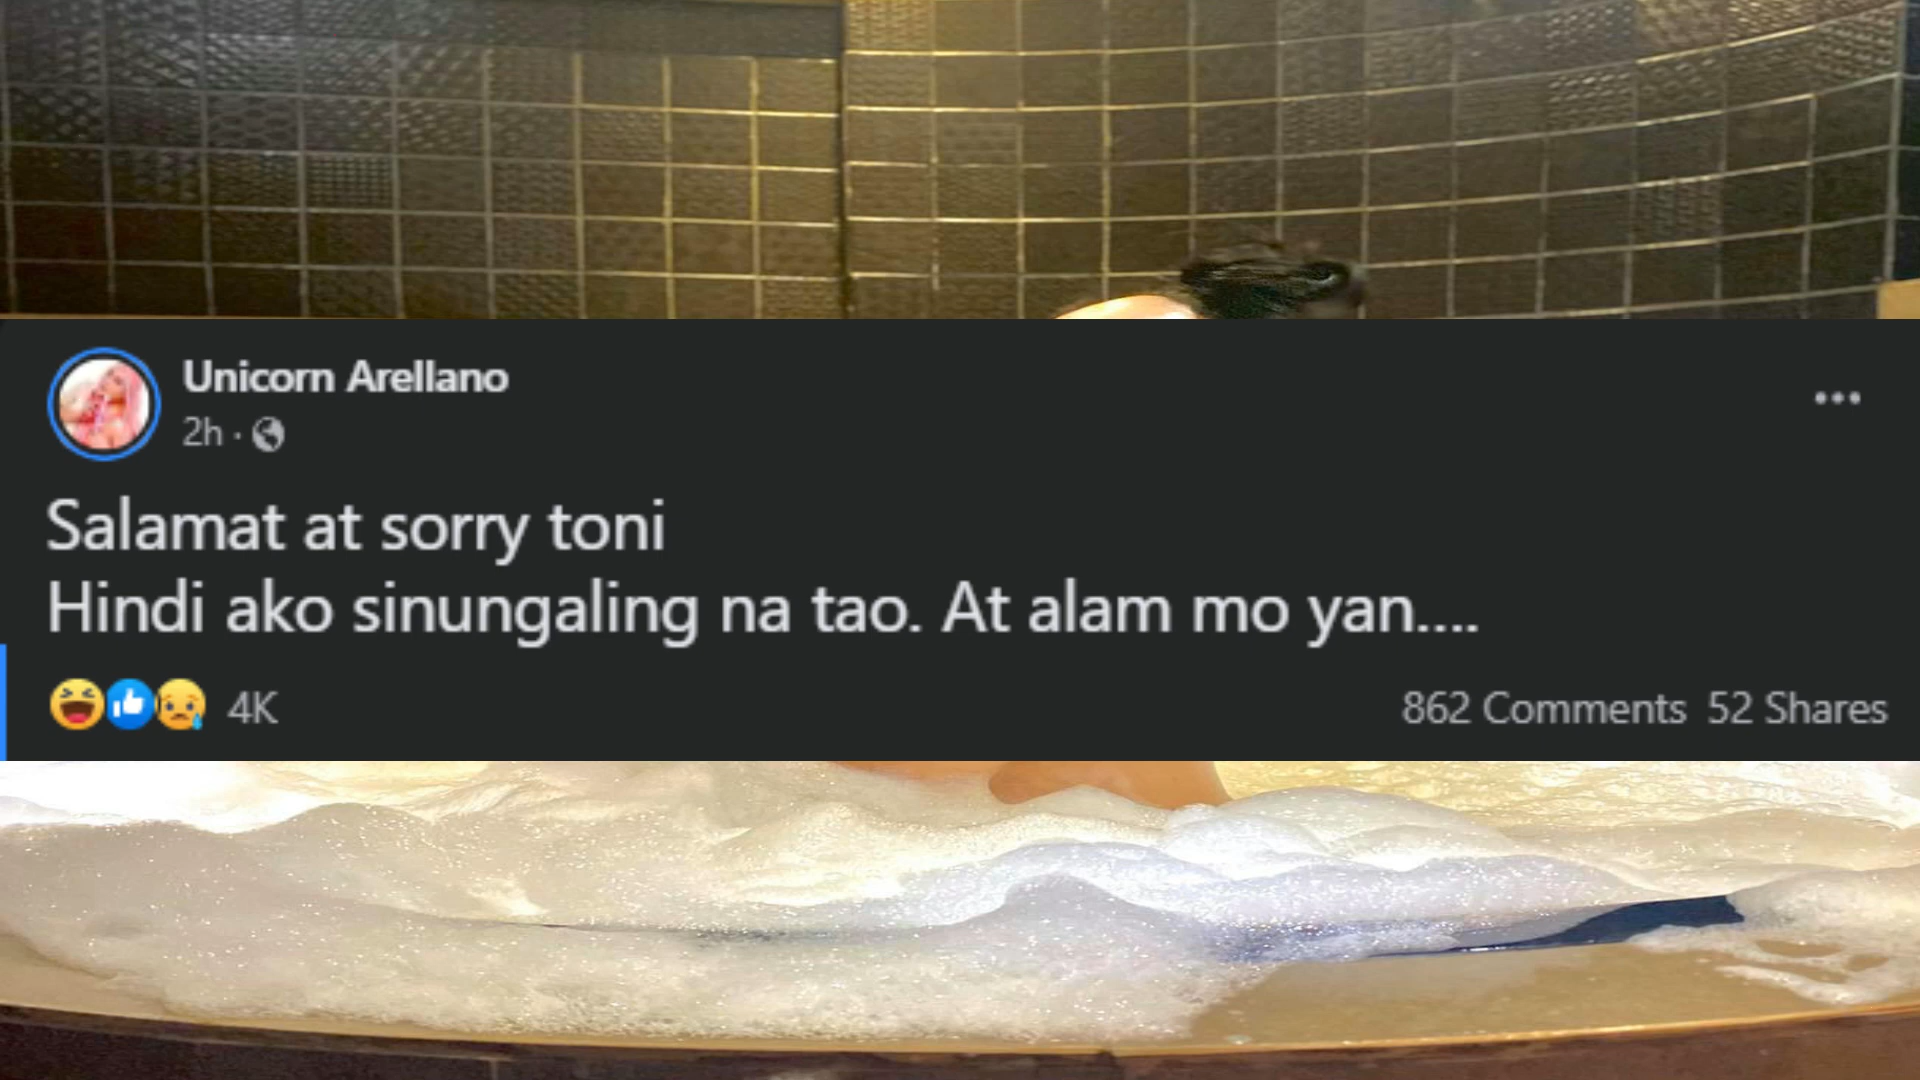 Unicorn Arellano
2h ·
•••
Salamat at sorry toni
Hindi ako sinungaling na tao. At alam mo yan....
4K
862 Comments 52 Shares